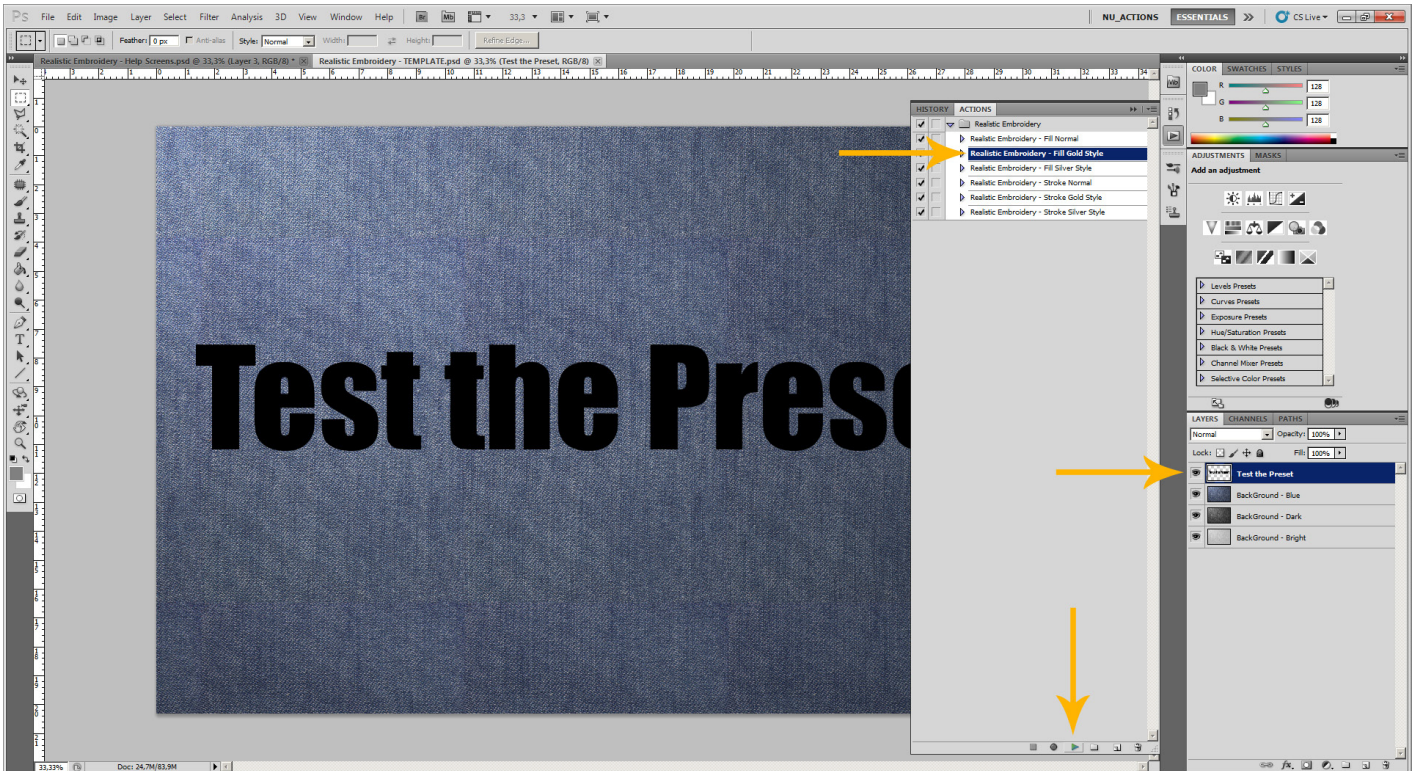 PS File Edit Image Layer Select Filter Analysis 3D View Window Help Br Mb 33,3 NU_ACTIONS ESSENTIALS CS Live
Feather: 0 px Anti-alias Style: Normal Width: Height: Refine Edge...
Realistic Embroidery - Help Screens.psd @ 33,3% (Layer 3, RGB/8) * Realistic Embroidery - TEMPLATE.psd @ 33,3% (Test the Preset, RGB/8)
HISTORY ACTIONS
Realistic Embroidery
Realistic Embroidery - Fill Normal
Realistic Embroidery - Fill Gold Style
Realistic Embroidery - Fill Silver Style
Realistic Embroidery - Stroke Normal
Realistic Embroidery - Stroke Gold Style
Realistic Embroidery - Stroke Silver Style
Test the Prese
COLOR SWATCHES STYLES
R 128
G 128
B 128
ADJUSTMENTS MASKS
Add an adjustment
Levels Presets
Curves Presets
Exposure Presets
Hue/Saturation Presets
Black & White Presets
Channel Mixer Presets
Selective Color Presets
LAYERS CHANNELS PATHS
Normal Opacity: 100%
Lock: Fill: 100%
Test the Preset
BackGround - Blue
BackGround - Dark
BackGround - Bright
33,33% Doc: 24,7M/83,9M